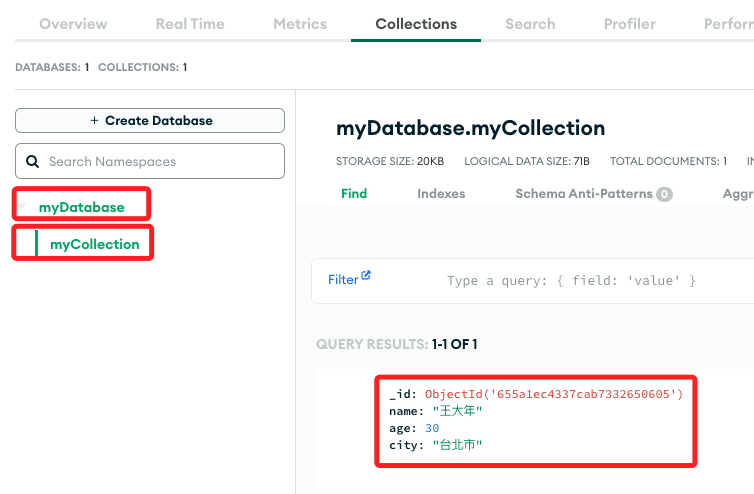 Overview Real Time Metrics Collections Search Profiler Perforr
DATABASES: 1 COLLECTIONS: 1
+ Create Database
Search Namespaces
myDatabase
myCollection
myDatabase.myCollection
STORAGE SIZE: 20KB LOGICAL DATA SIZE: 71B TOTAL DOCUMENTS: 1 IN
Find Indexes Schema Anti-Patterns 0 Aggr
Filter Type a query: { field: 'value' }
QUERY RESULTS: 1-1 OF 1
_id: ObjectId('655a1ec4337cab7332650605')
name: "王大年"
age: 30
city: "台北市"